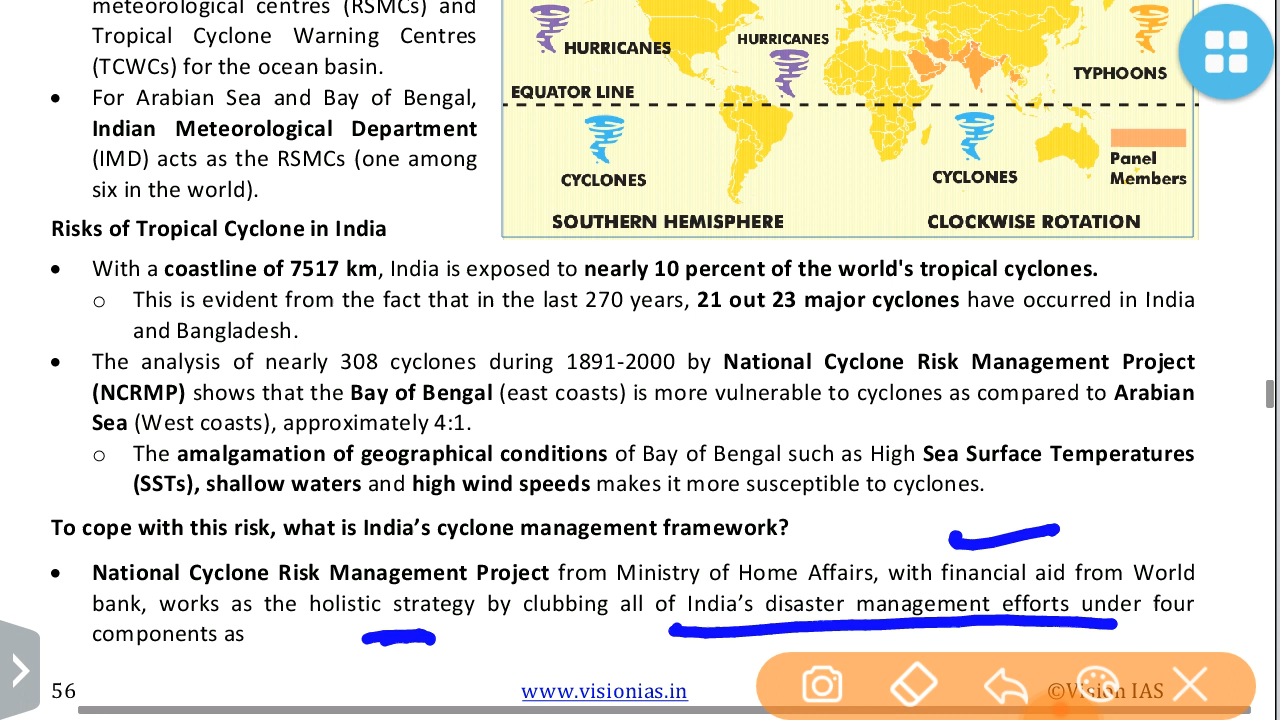 meteorological centres (RSMCs) and
Tropical Cyclone Warning Centres
(TCWCs) for the ocean basin.
• For Arabian Sea and Bay of Bengal,
Indian Meteorological Department
(IMD) acts as the RSMCs (one among
six in the world).
HURRICANES
HURRICANES
TYPHOONS
EQUATOR LINE
CYCLONES
CYCLONES
Panel
Members
SOUTHERN HEMISPHERE
CLOCKWISE ROTATION
Risks of Tropical Cyclone in India
• With a coastline of 7517 km, India is exposed to nearly 10 percent of the world's tropical cyclones.
o This is evident from the fact that in the last 270 years, 21 out 23 major cyclones have occurred in India
and Bangladesh.
• The analysis of nearly 308 cyclones during 1891-2000 by National Cyclone Risk Management Project
(NCRMP) shows that the Bay of Bengal (east coasts) is more vulnerable to cyclones as compared to Arabian
Sea (West coasts), approximately 4:1.
o The amalgamation of geographical conditions of Bay of Bengal such as High Sea Surface Temperatures
(SSTs), shallow waters and high wind speeds makes it more susceptible to cyclones.
To cope with this risk, what is India’s cyclone management framework?
• National Cyclone Risk Management Project from Ministry of Home Affairs, with financial aid from World
bank, works as the holistic strategy by clubbing all of India’s disaster management efforts under four
components as
56
www.visionias.in
©Vision IAS